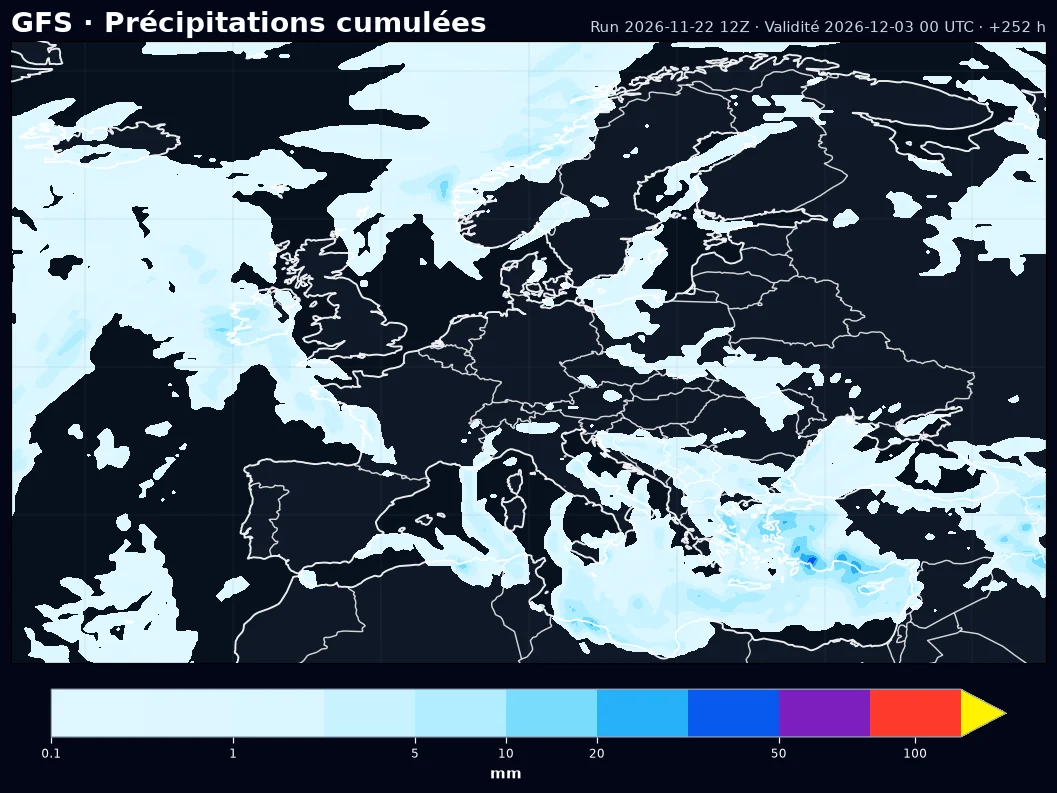 GFS · Précipitations cumulées
Run 2026-11-22 12Z · Validité 2026-12-03 00 UTC · +252 h
0.1 1 5 10 20 50 100
mm